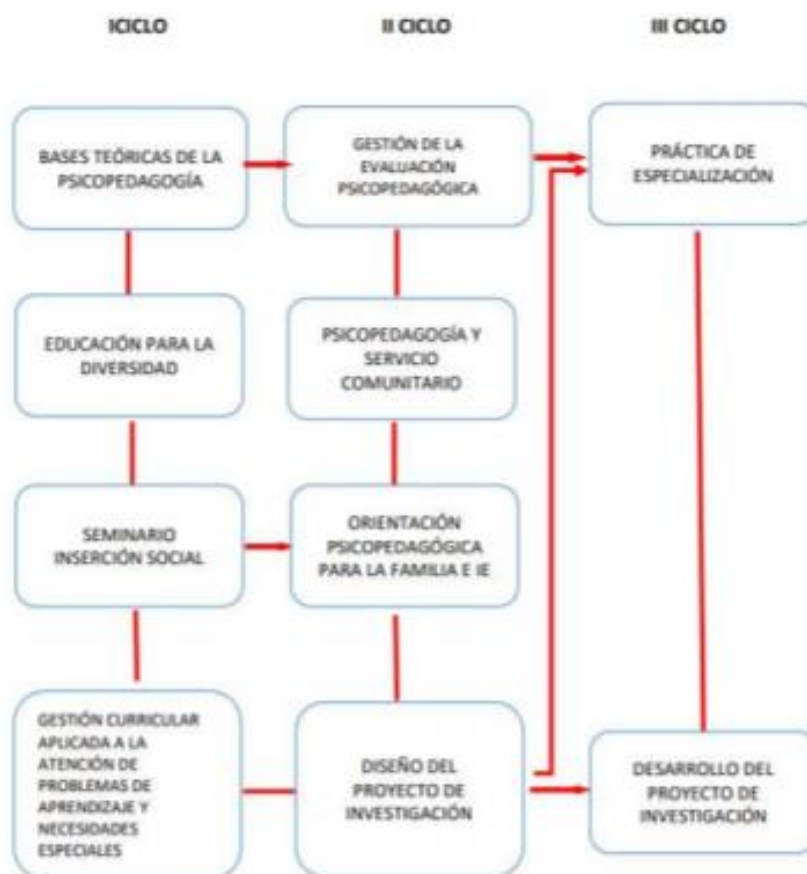 ICICLO
II CICLO
III CICLO
BASES TEÓRICAS DE LA
PSICOPEDAGOGÍA
GESTIÓN DE LA
EVALUACIÓN
PSICOPEDAGÓGICA
PRÁCTICA DE
ESPECIALIZACIÓN
EDUCACIÓN PARA LA
DIVERSIDAD
PSICOPEDAGOGÍA Y
SERVICIO
COMUNITARIO
SEMINARIO
INSERCIÓN SOCIAL
ORIENTACIÓN
PSICOPEDAGÓGICA
PARA LA FAMILIA E IE
GESTIÓN CURRICULAR
APLICADA A LA
ATENCIÓN DE
PROBLEMAS DE
APRENDIZAJE Y
NECESIDADES
ESPECIALES
DISEÑO DEL
PROYECTO DE
INVESTIGACIÓN
DESARROLLO DEL
PROYECTO DE
INVESTIGACIÓN